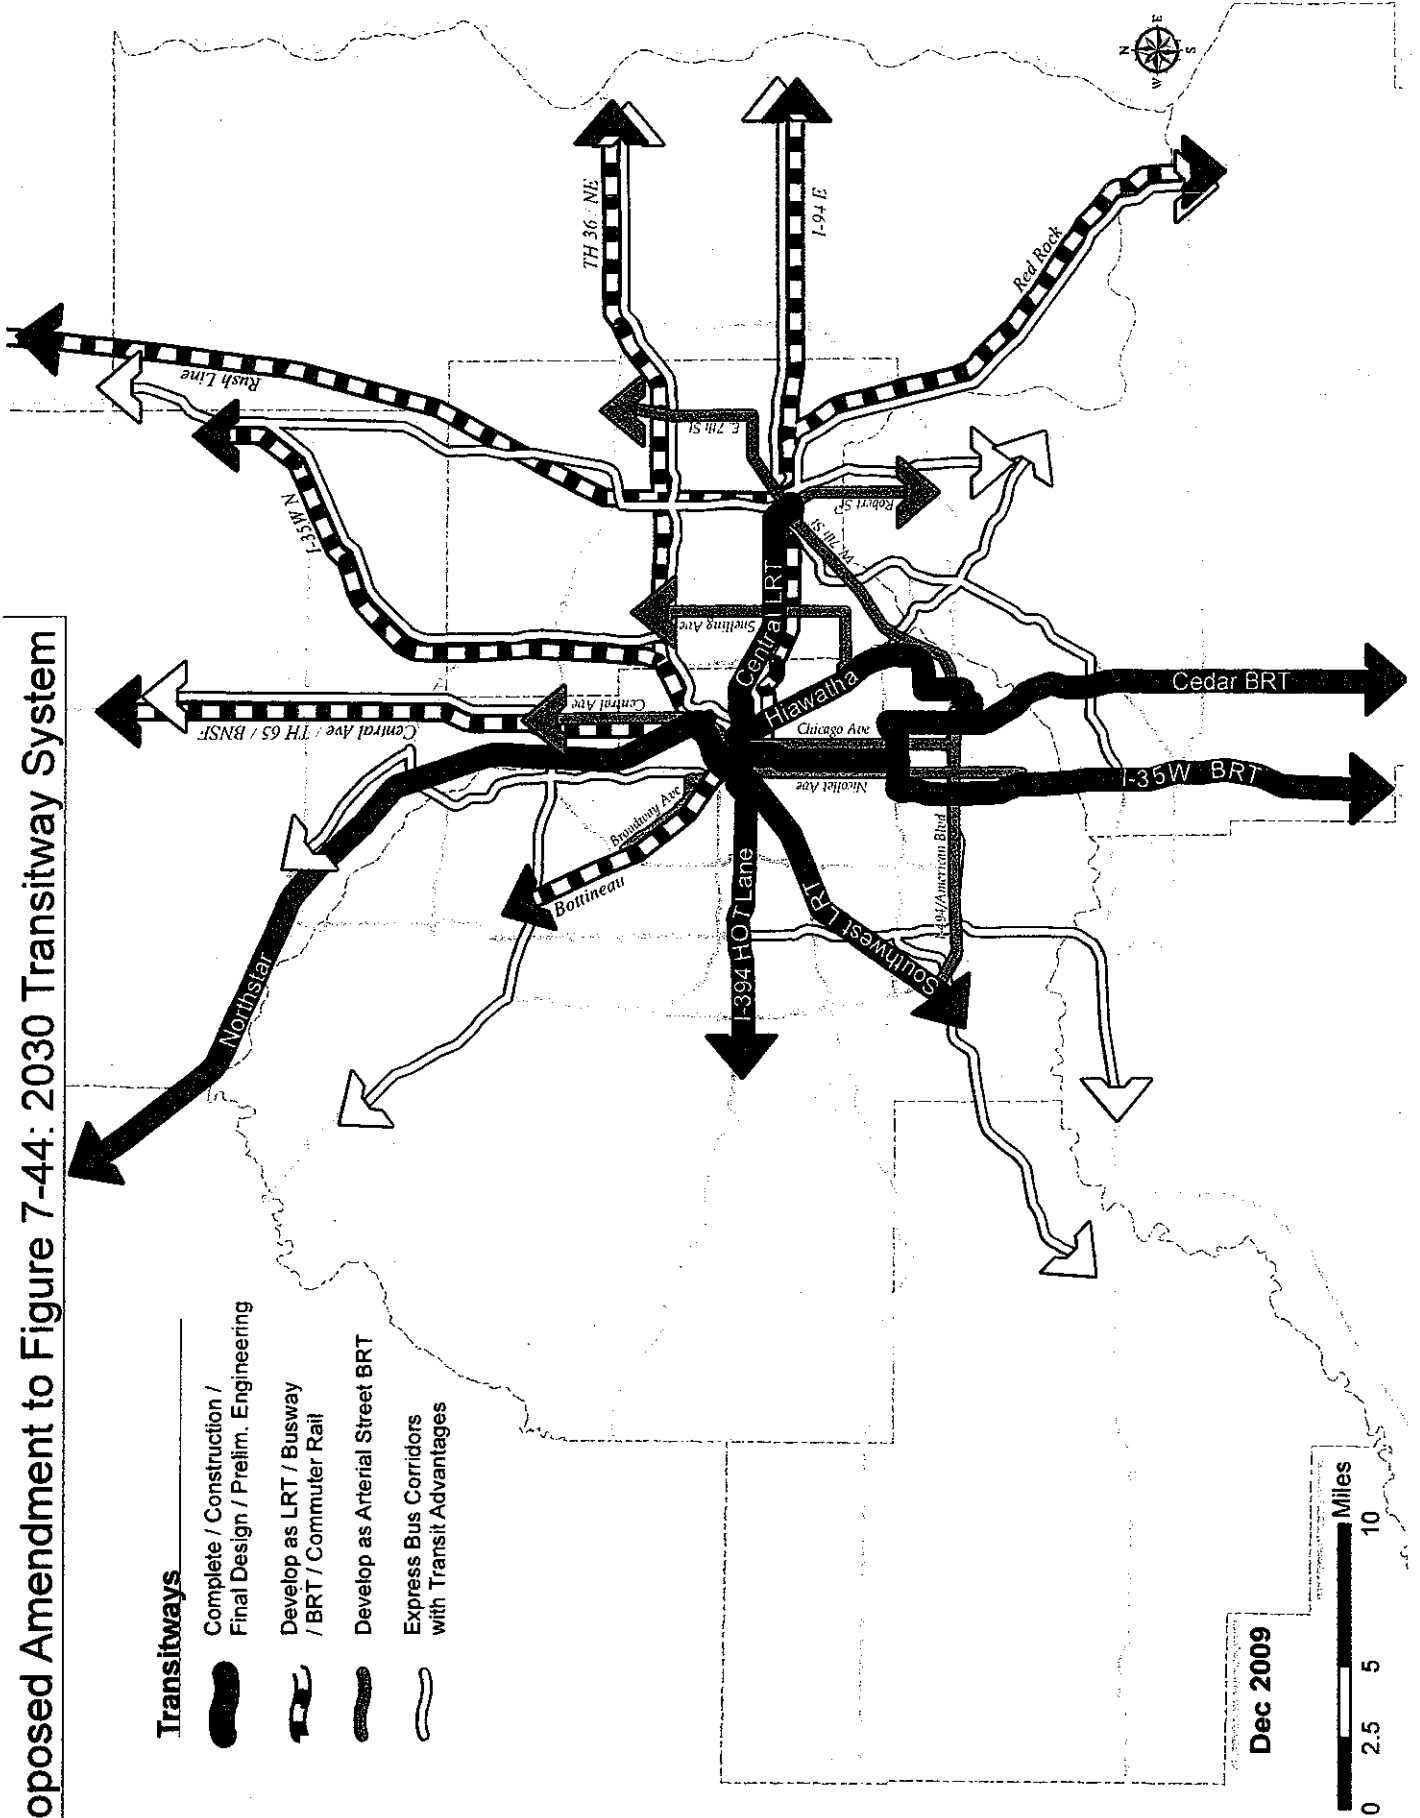 oposed Amendment to Figure 7-44: 2030 Transitway System
Transitways
Complete / Construction /
Final Design / Prelim. Engineering
Develop as LRT / Busway
/ BRT / Commuter Rail
Develop as Arterial Street BRT
Express Bus Corridors
with Transit Advantages
Northstar
Central Ave / TH 65 / BNSF
I-35W N
Rush Line
TH 36 / NE
I-94 E
Red Rock
Bottineau
Broadway Ave
Central Ave
Snelling Ave
E. 7th St
Robert St
W. 7th St
Central LRT
Hiawatha
Chicago Ave
Nicollet Ave
I-394 HOT Lane
Southwest LRT
I-494/American Blvd
I-35W BRT
Cedar BRT
N
E
S
W
Dec 2009
0 2.5 5 10
Miles